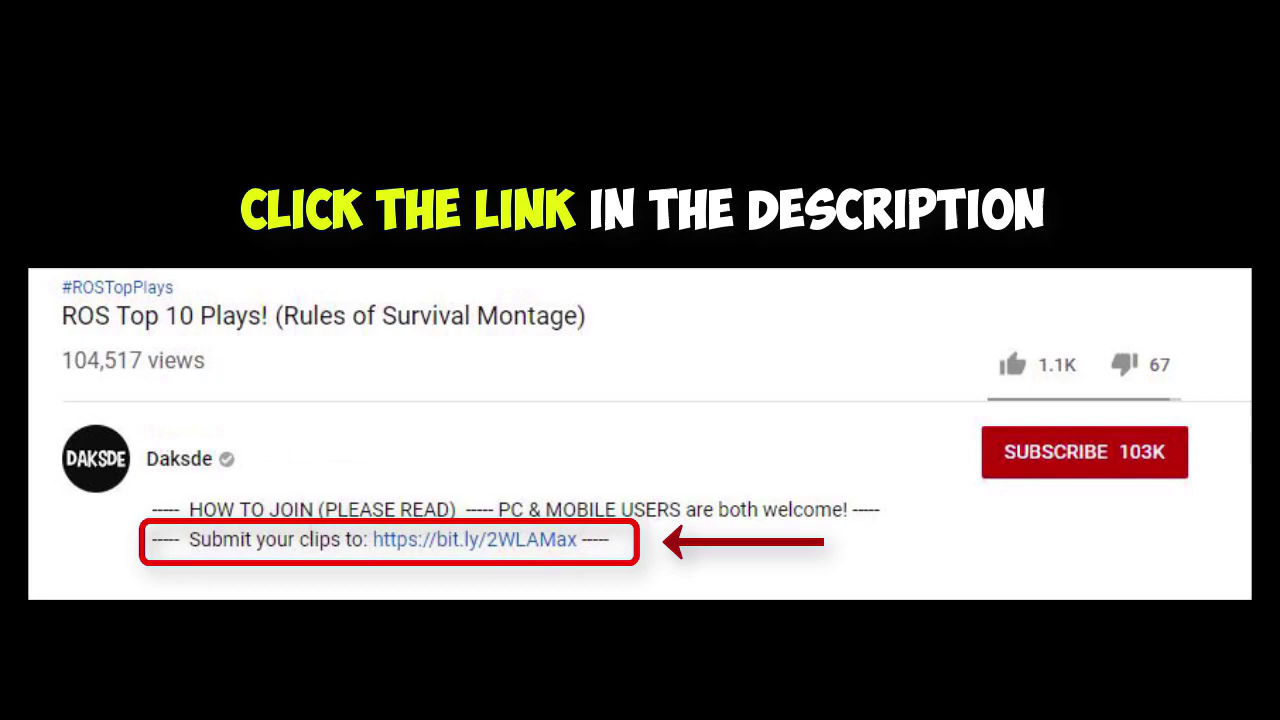 CLICK THE LINK IN THE DESCRIPTION
#ROSTopPlays
ROS Top 10 Plays! (Rules of Survival Montage)
104,517 views
1.1K
67
DAKSDE
Daksde
SUBSCRIBE 103K
----- HOW TO JOIN (PLEASE READ) ----- PC & MOBILE USERS are both welcome! -----
----- Submit your clips to: https://bit.ly/2WLAMax -----